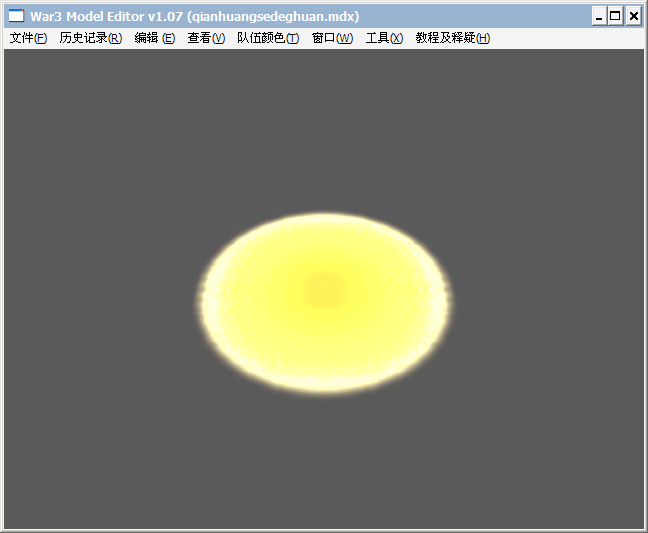 War3 Model Editor v1.07 (qianhuangsedeghuan.mdx)
文件(F) 历史记录(R) 编辑 (E) 查看(V) 队伍颜色(T) 窗口(W) 工具(X) 教程及释疑(H)